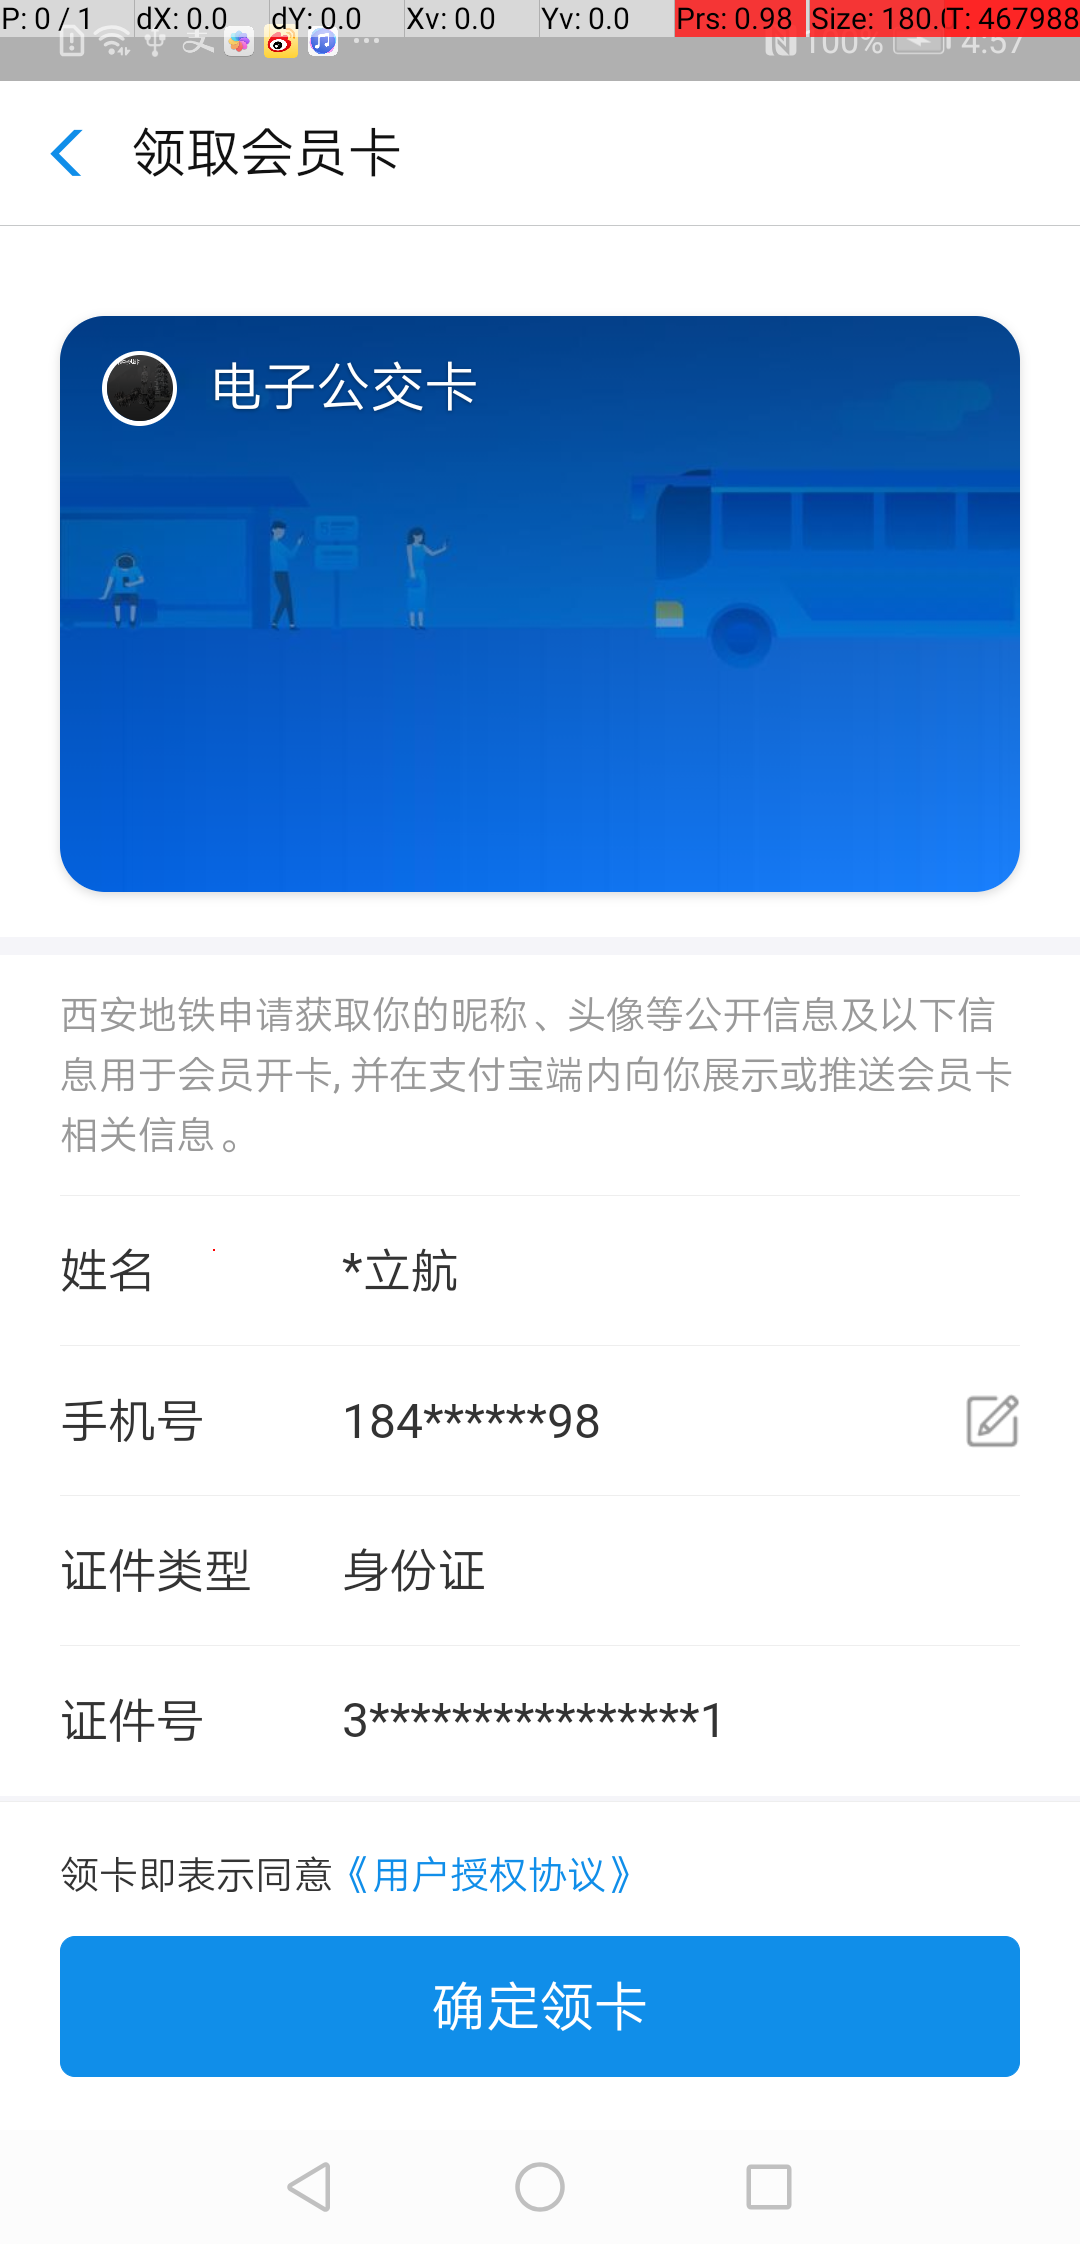 P: 0 / 1 dX: 0.0 dY: 0.0 Xv: 0.0 Yv: 0.0 Prs: 0.98 Size: 180.0 T: 467988
100% 4:57
领取会员卡
电子公交卡
西安地铁申请获取你的昵称、头像等公开信息及以下信
息用于会员开卡,并在支付宝端内向你展示或推送会员卡
相关信息。
姓名 *立航
手机号 184******98
证件类型 身份证
证件号 3****************1
领卡即表示同意《用户授权协议》
确定领卡